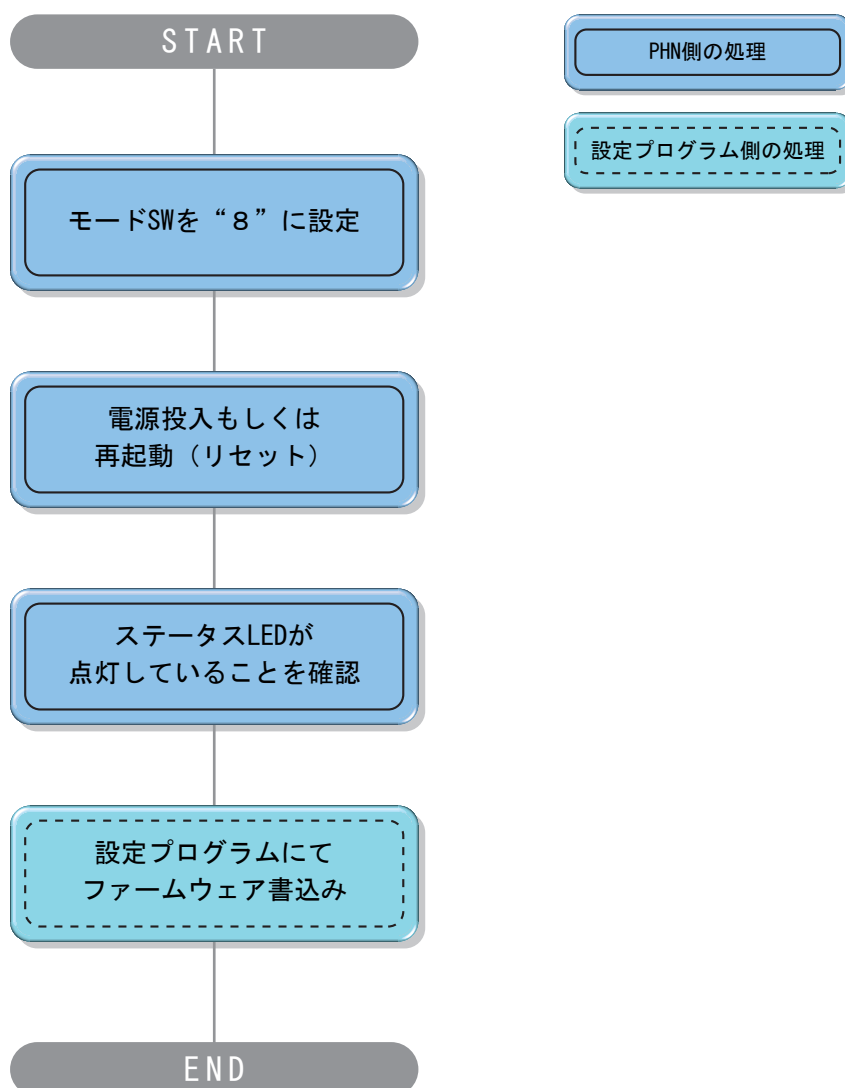 START
PHN側の処理
設定プログラム側の処理
モードSWを“８”に設定
電源投入もしくは
再起動（リセット）
ステータスLEDが
点灯していることを確認
設定プログラムにて
ファームウェア書込み
END